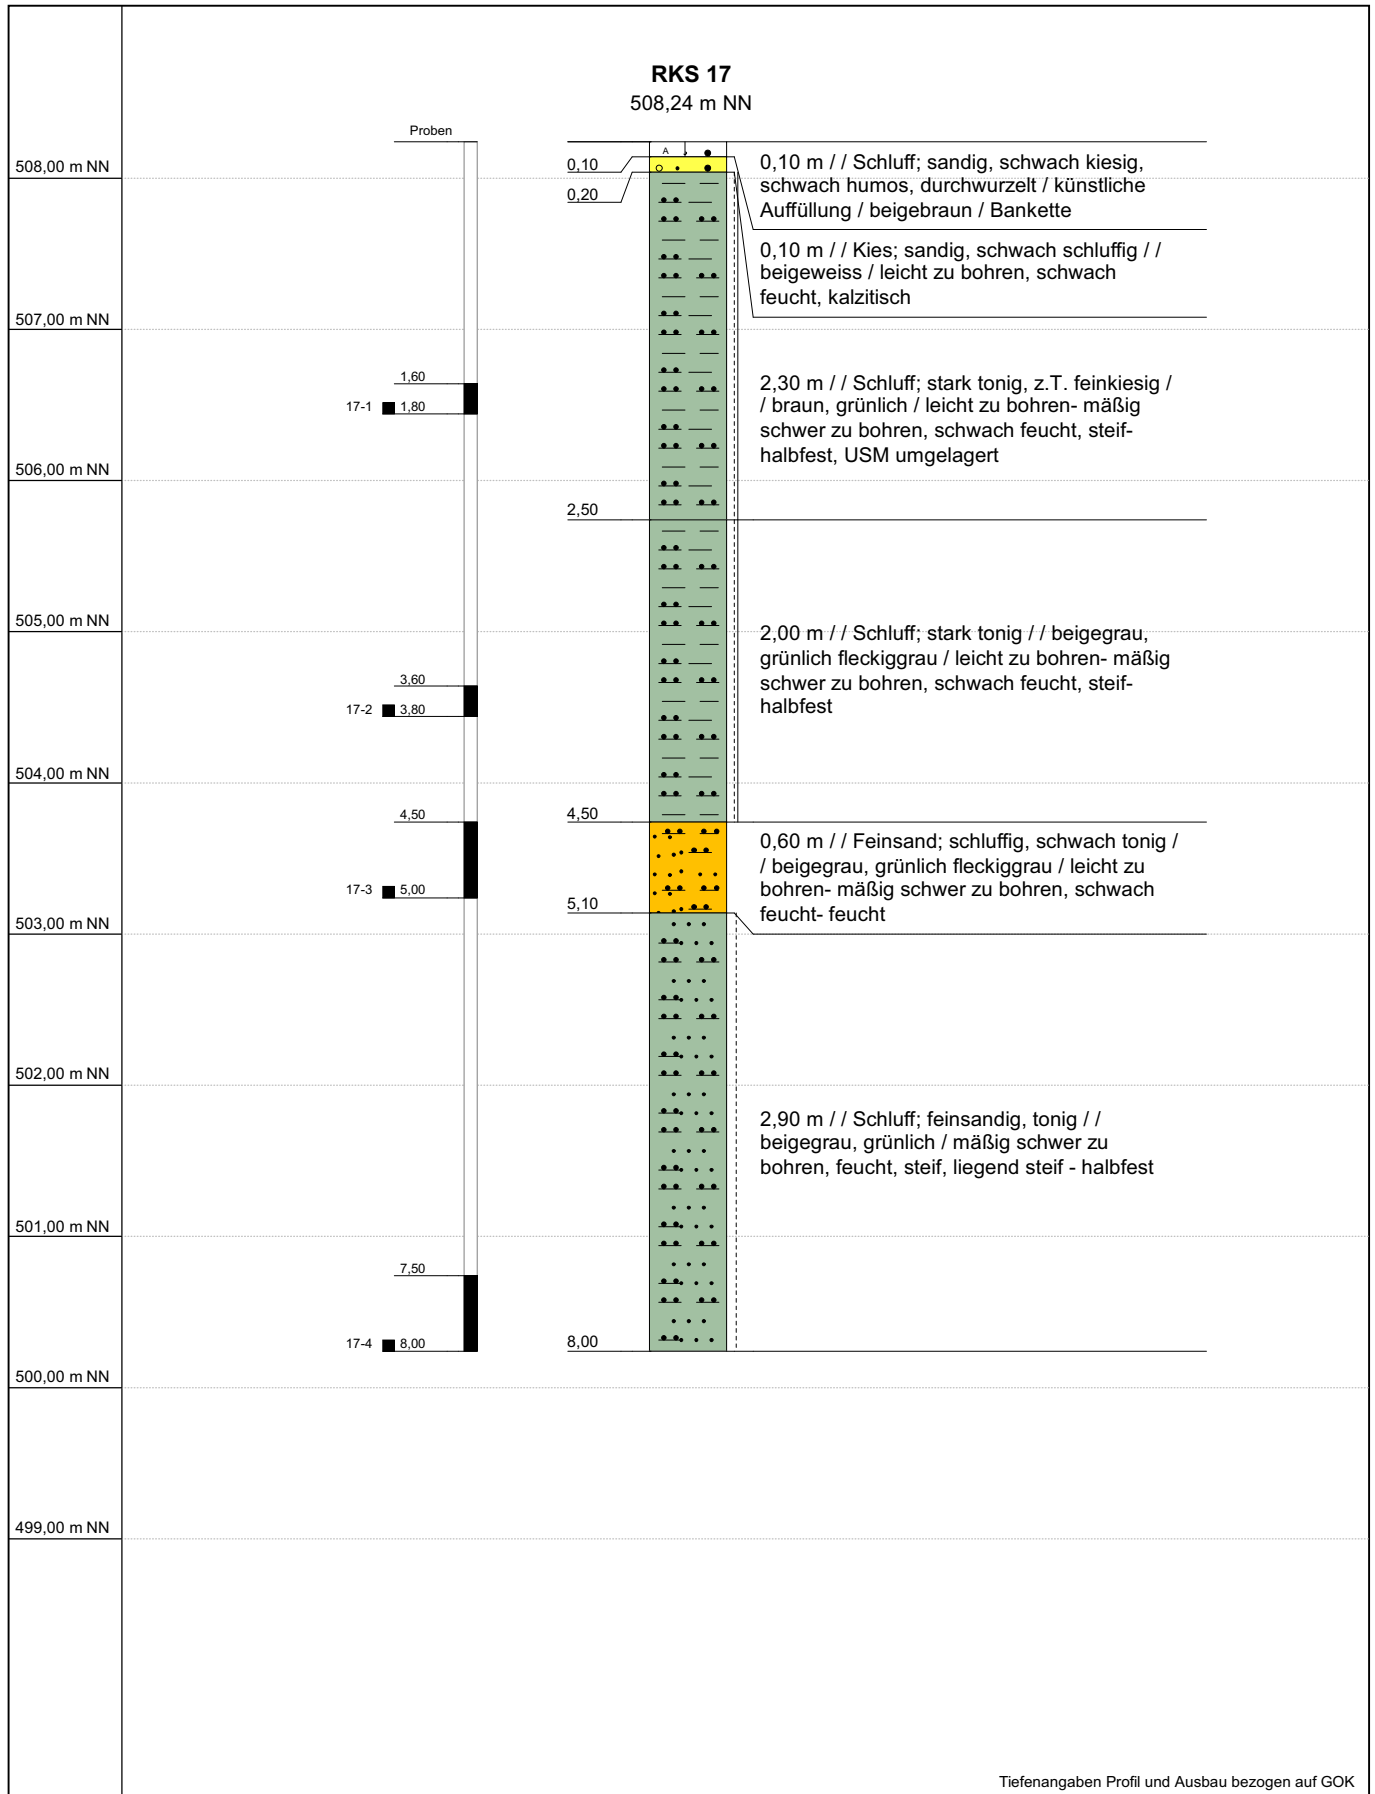 RKS 17
508,24 m NN
Proben
508,00 m NN
507,00 m NN
506,00 m NN
505,00 m NN
504,00 m NN
503,00 m NN
502,00 m NN
501,00 m NN
500,00 m NN
499,00 m NN
1,60
17-1 1,80
3,60
17-2 3,80
4,50
17-3 5,00
7,50
17-4 8,00
A
0,10
0,20
2,50
4,50
5,10
8,00
0,10 m / / Schluff; sandig, schwach kiesig,
schwach humos, durchwurzelt / künstliche
Auffüllung / beigebraun / Bankette
0,10 m / / Kies; sandig, schwach schluffig / /
beigeweiss / leicht zu bohren, schwach
feucht, kalzitisch
2,30 m / / Schluff; stark tonig, z.T. feinkiesig /
/ braun, grünlich / leicht zu bohren- mäßig
schwer zu bohren, schwach feucht, steif-
halbfest, USM umgelagert
2,00 m / / Schluff; stark tonig / / beigegrau,
grünlich fleckiggrau / leicht zu bohren- mäßig
schwer zu bohren, schwach feucht, steif-
halbfest
0,60 m / / Feinsand; schluffig, schwach tonig /
/ beigegrau, grünlich fleckiggrau / leicht zu
bohren- mäßig schwer zu bohren, schwach
feucht- feucht
2,90 m / / Schluff; feinsandig, tonig / /
beigegrau, grünlich / mäßig schwer zu
bohren, feucht, steif, liegend steif - halbfest
Tiefenangaben Profil und Ausbau bezogen auf GOK